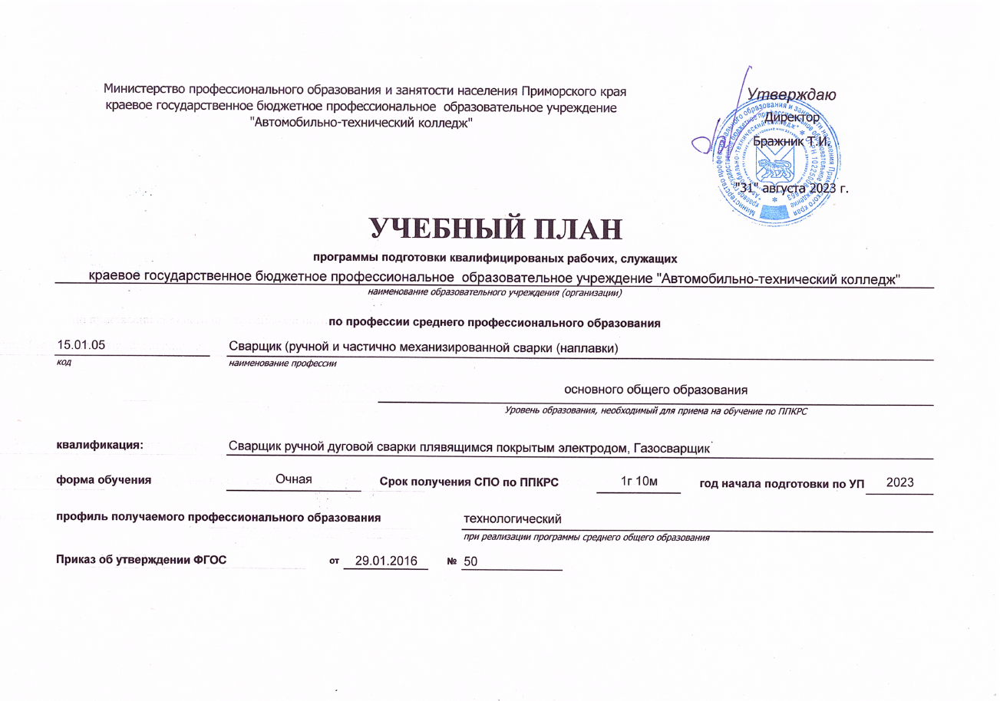 Министерство профессионального образования и занятости населения Приморского края
краевое государственное бюджетное профессиональное образовательное учреждение
"Автомобильно-технический колледж"
Утверждаю
Директор
Бражник Т.И.
"31" августа 2023 г.
УЧЕБНЫЙ ПЛАН
программы подготовки квалифицированых рабочих, служащих
краевое государственное бюджетное профессиональное образовательное учреждение "Автомобильно-технический колледж"
наименование образовательного учреждения (организации)
по профессии среднего профессионального образования
15.01.05 Сварщик (ручной и частично механизированной сварки (наплавки)
код наименование профессии
основного общего образования
Уровень образования, необходимый для приема на обучение по ППКРС
квалификация: Сварщик ручной дуговой сварки плявящимся покрытым электродом, Газосварщик
форма обучения Очная Срок получения СПО по ППКРС 1г 10м год начала подготовки по УП 2023
профиль получаемого профессионального образования технологический
при реализации программы среднего общего образования
Приказ об утверждении ФГОС от 29.01.2016 № 50